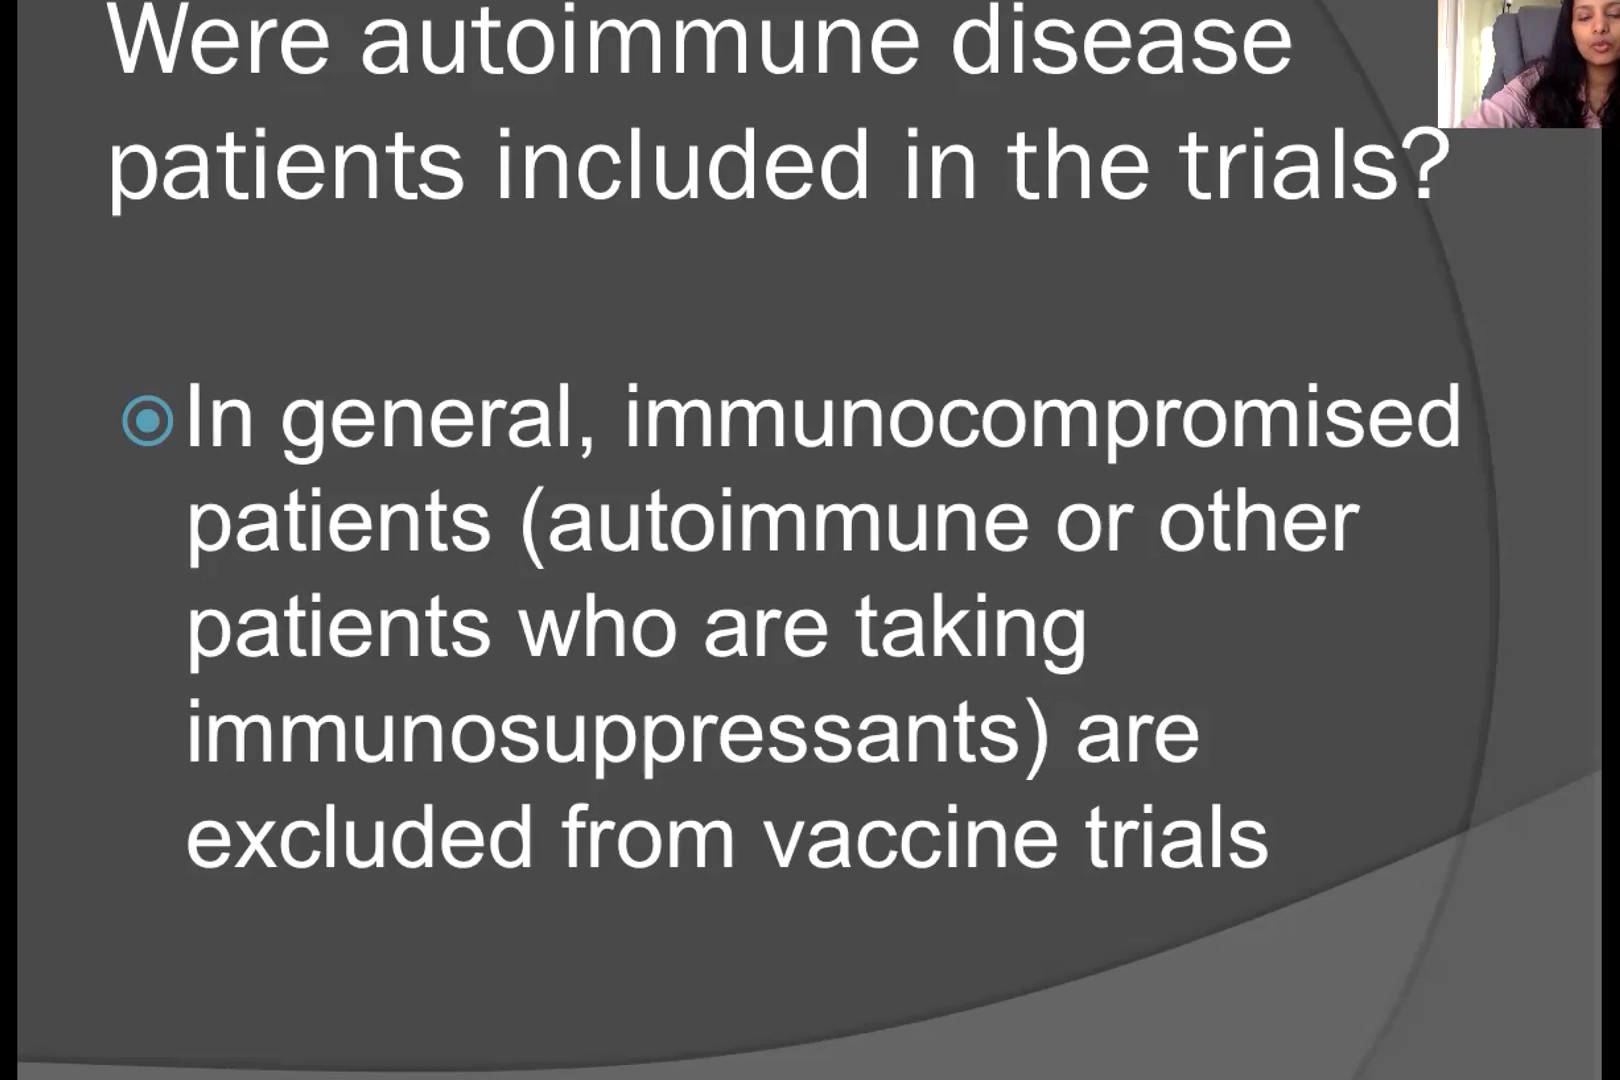 Were autoimmune disease
patients included in the trials?
In general, immunocompromised
patients (autoimmune or other
patients who are taking
immunosuppressants) are
excluded from vaccine trials